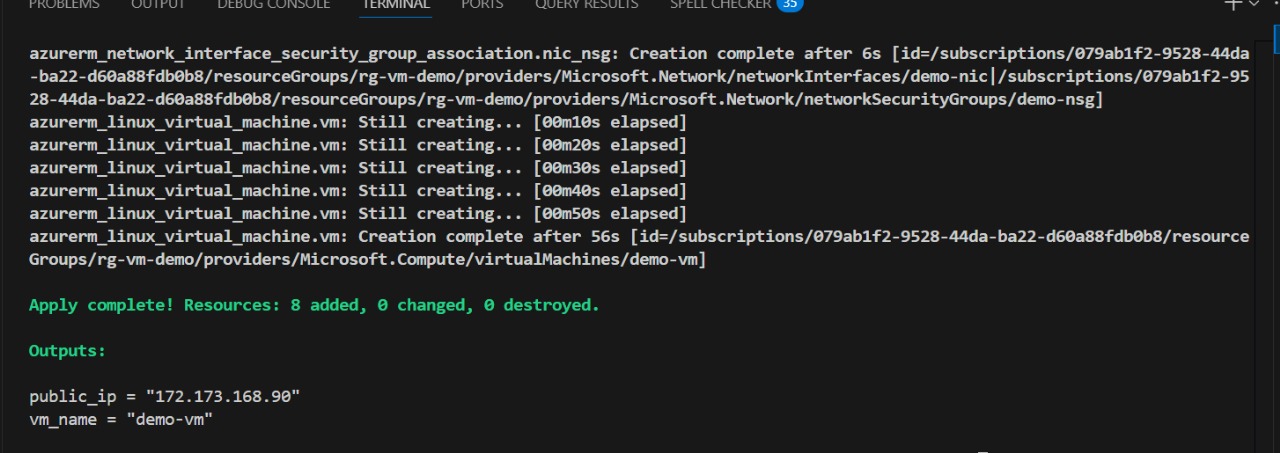 PROBLEMS OUTPUT DEBUG CONSOLE TERMINAL PORTS QUERY RESULTS SPELL CHECKER 35
azurerm_network_interface_security_group_association.nic_nsg: Creation complete after 6s [id=/subscriptions/079ab1f2-9528-44da
-ba22-d60a88fdb0b8/resourceGroups/rg-vm-demo/providers/Microsoft.Network/networkInterfaces/demo-nic|/subscriptions/079ab1f2-95
28-44da-ba22-d60a88fdb0b8/resourceGroups/rg-vm-demo/providers/Microsoft.Network/networkSecurityGroups/demo-nsg]
azurerm_linux_virtual_machine.vm: Still creating... [00m10s elapsed]
azurerm_linux_virtual_machine.vm: Still creating... [00m20s elapsed]
azurerm_linux_virtual_machine.vm: Still creating... [00m30s elapsed]
azurerm_linux_virtual_machine.vm: Still creating... [00m40s elapsed]
azurerm_linux_virtual_machine.vm: Still creating... [00m50s elapsed]
azurerm_linux_virtual_machine.vm: Creation complete after 56s [id=/subscriptions/079ab1f2-9528-44da-ba22-d60a88fdb0b8/resource
Groups/rg-vm-demo/providers/Microsoft.Compute/virtualMachines/demo-vm]
Apply complete! Resources: 8 added, 0 changed, 0 destroyed.
Outputs:
public_ip = "172.173.168.90"
vm_name = "demo-vm"